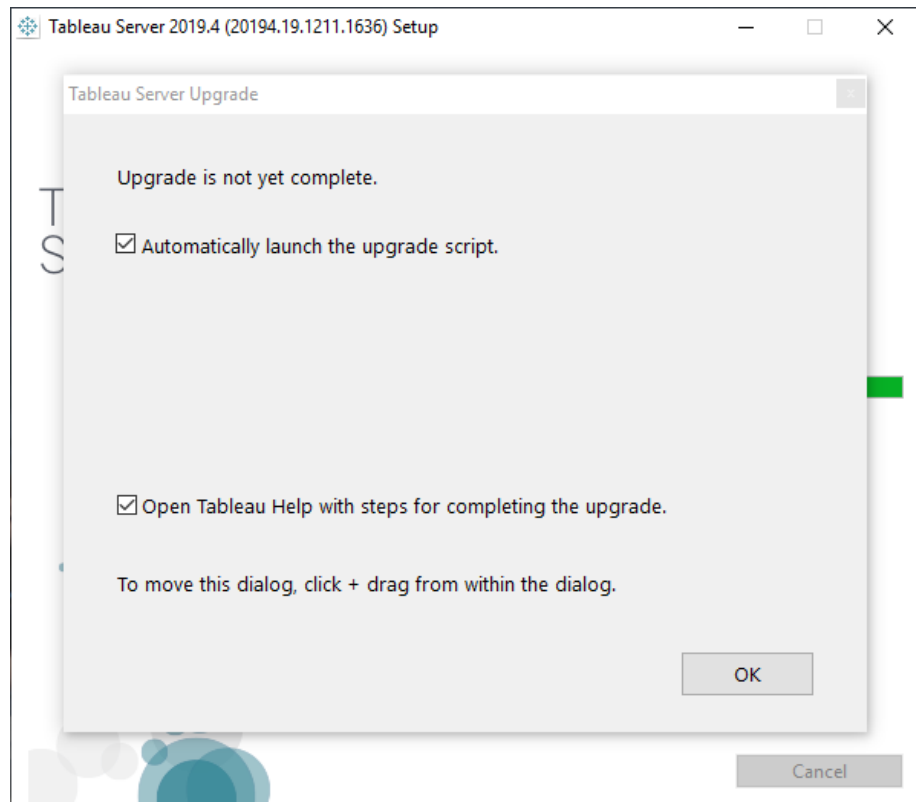 Tableau Server 2019.4 (20194.19.1211.1636) Setup
Tableau Server Upgrade
Upgrade is not yet complete.
T
Automatically launch the upgrade script.
S
Open Tableau Help with steps for completing the upgrade.
To move this dialog, click + drag from within the dialog.
OK
Cancel